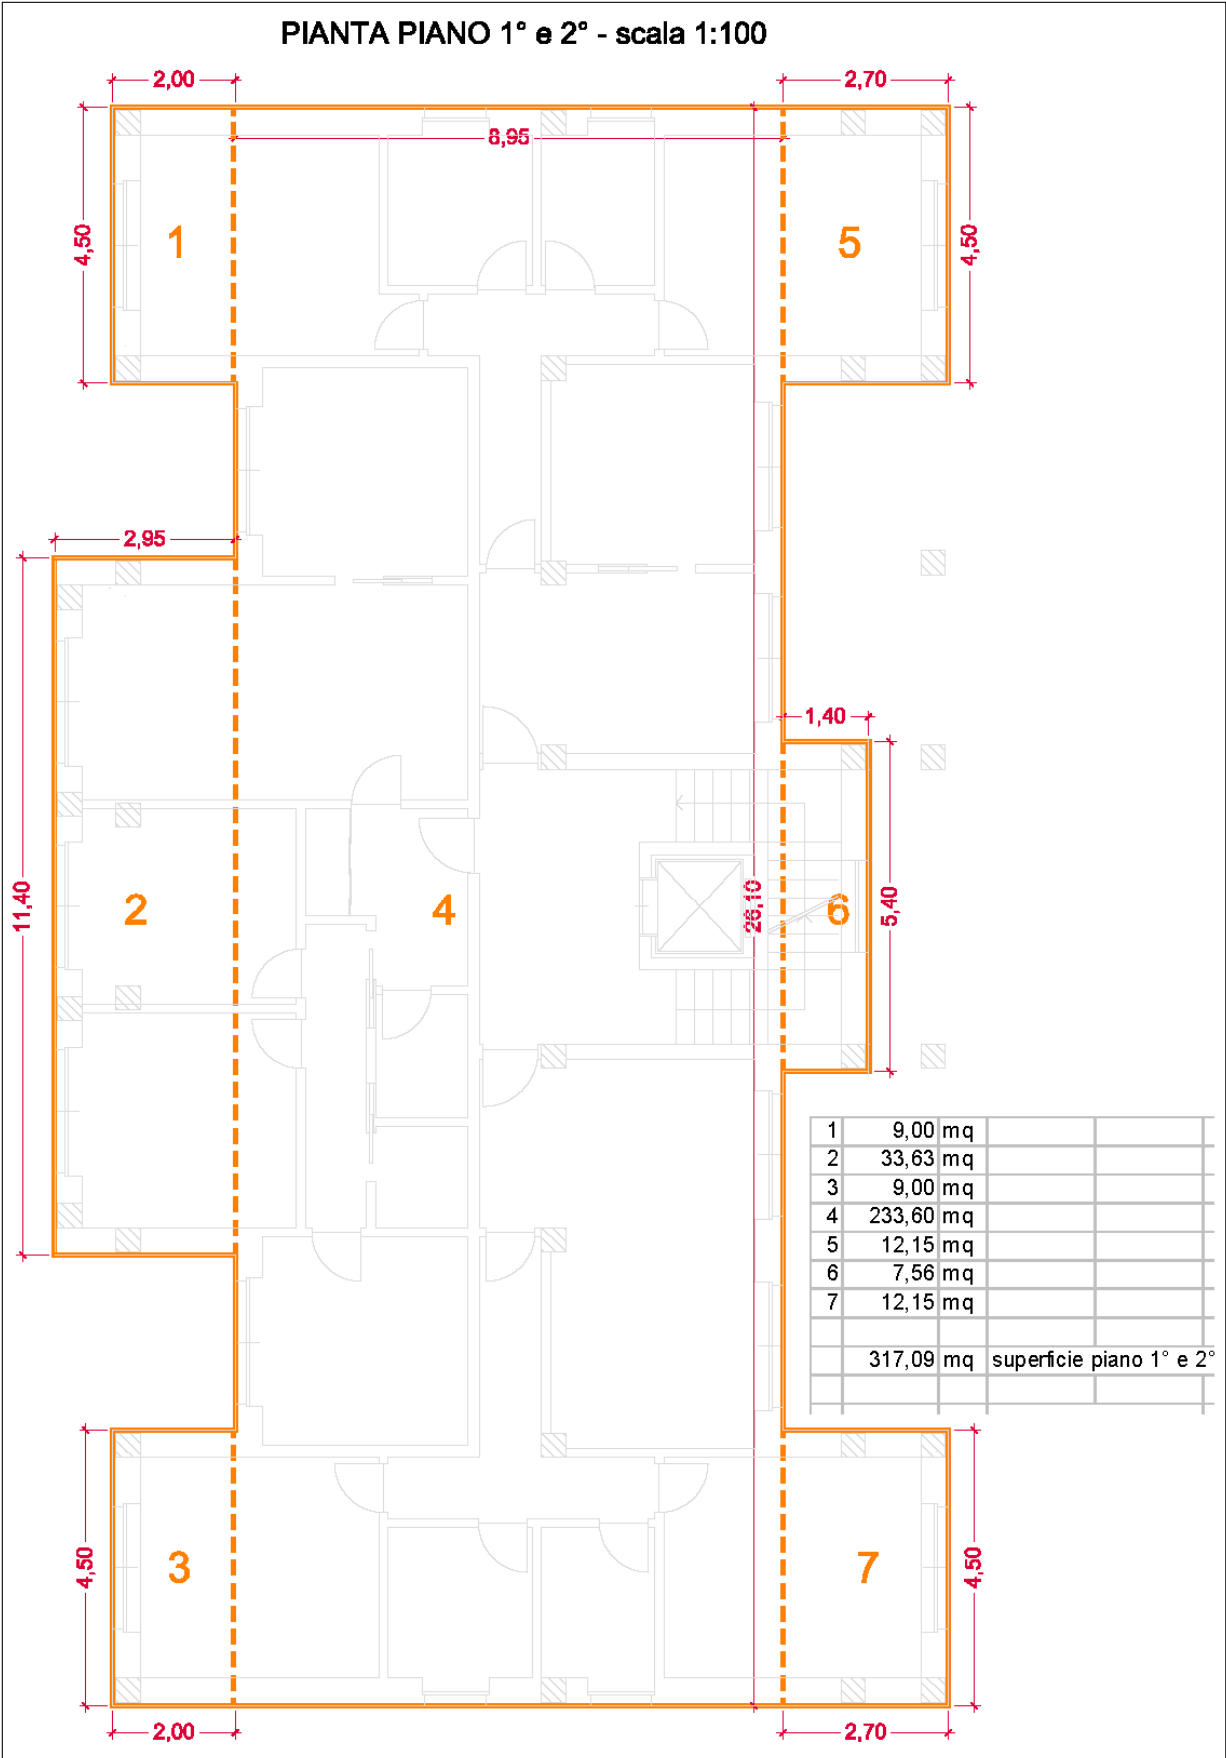 PIANTA PIANO 1° e 2° - scala 1:100
2,00
2,70
8,95
4,50
1
5
4,50
2,95
1,40
11,40
2
4
26,10
6
5,40
1 9,00 mq
2 33,63 mq
3 9,00 mq
4 233,60 mq
5 12,15 mq
6 7,56 mq
7 12,15 mq
317,09 mq superficie piano 1° e 2°
4,50
3
7
4,50
2,00
2,70